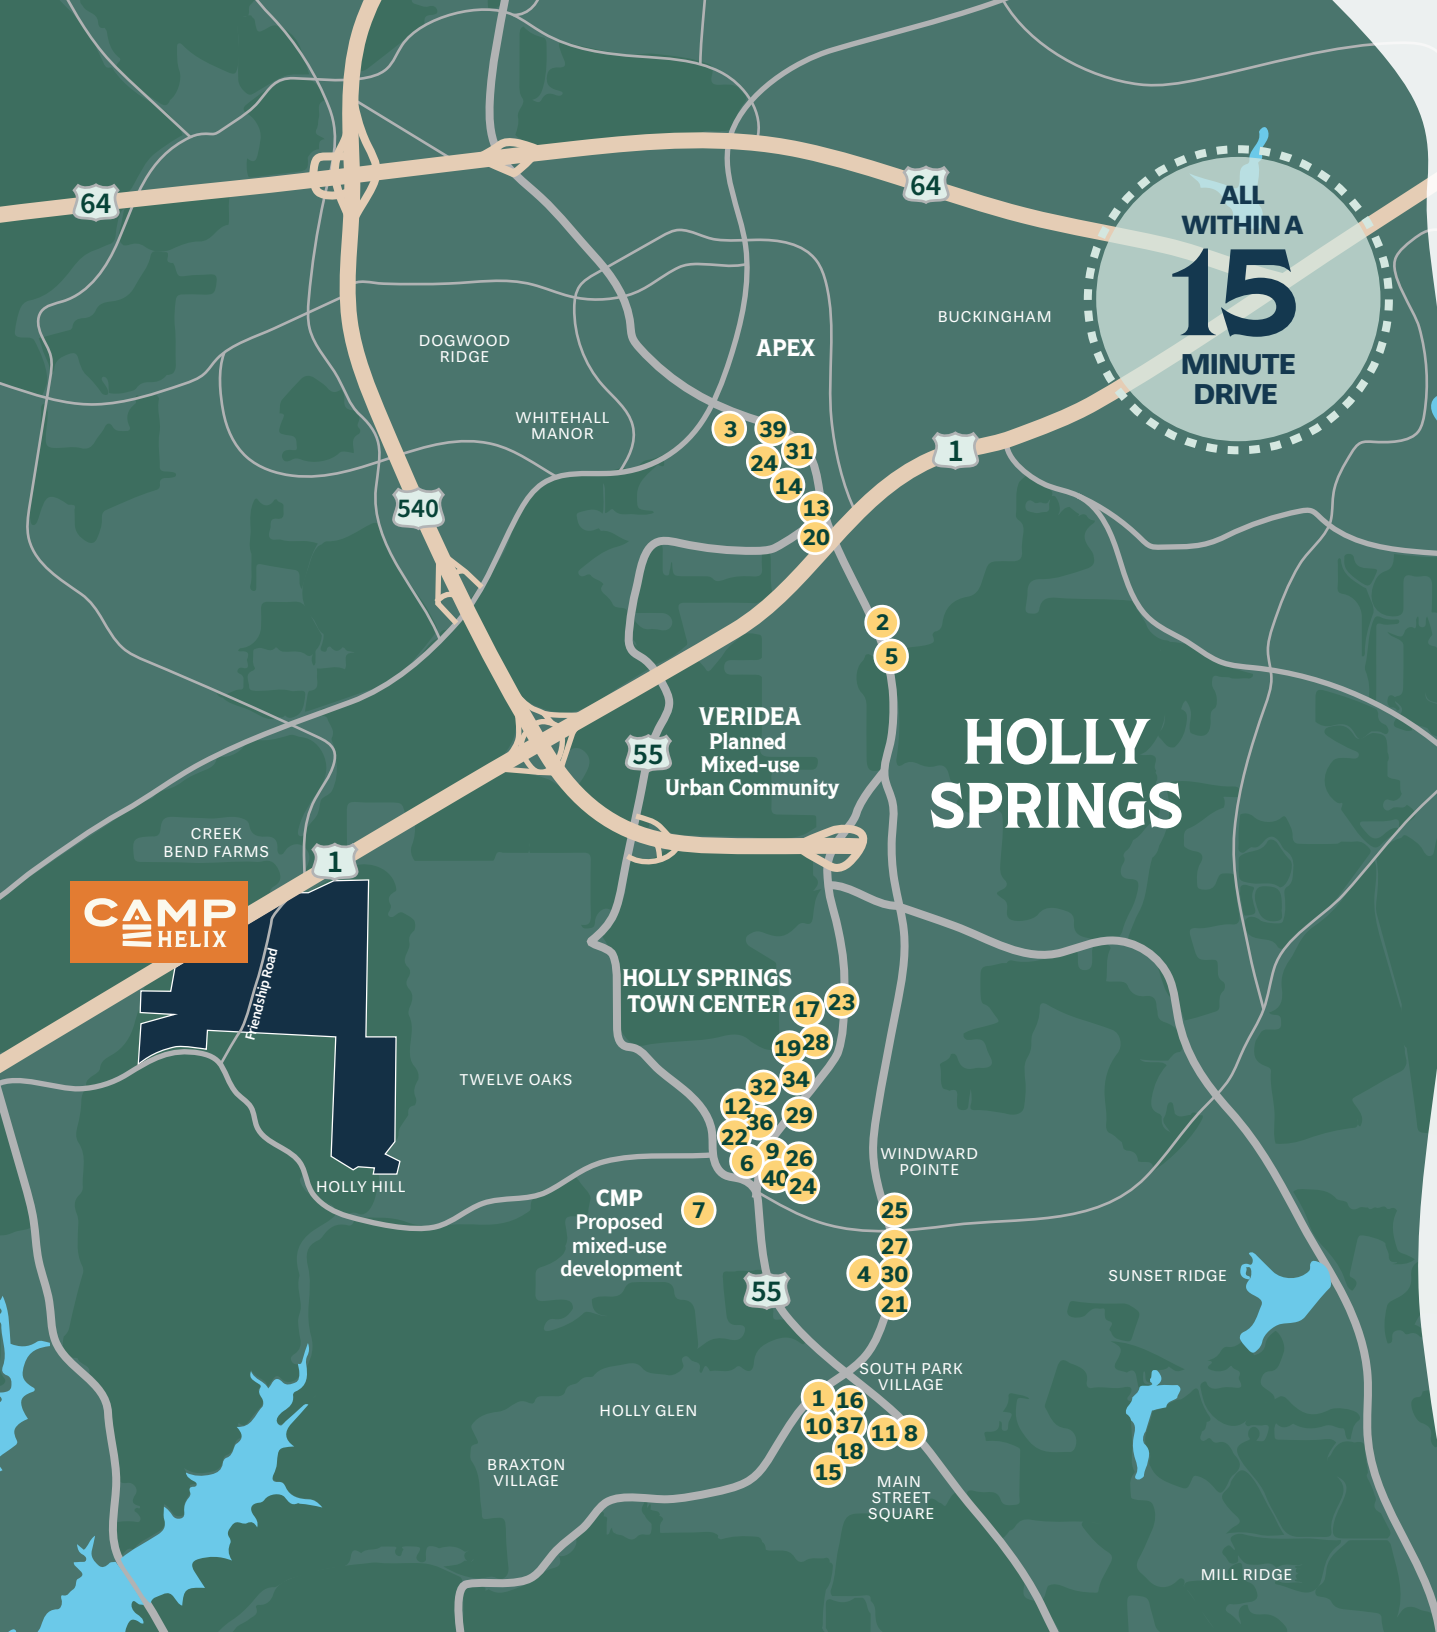 64
64
ALL
WITHIN A
15
MINUTE
DRIVE
BUCKINGHAM
DOGWOOD
RIDGE
APEX
WHITEHALL
MANOR
3
39
31
24
14
13
20
1
540
2
5
VERIDEA
Planned
Mixed-use
Urban Community
55
HOLLY
SPRINGS
CREEK
BEND FARMS
1
CAMP
HELIX
Friendship Road
HOLLY SPRINGS
TOWN CENTER
17
23
19
28
32
34
12
36
29
22
9
6
26
40
24
TWELVE OAKS
WINDWARD
POINTE
HOLLY HILL
CMP
Proposed
mixed-use
development
7
25
27
4
30
21
55
SUNSET RIDGE
SOUTH PARK
VILLAGE
1
16
10
37
11
8
18
15
HOLLY GLEN
BRAXTON
VILLAGE
MAIN
STREET
SQUARE
MILL RIDGE